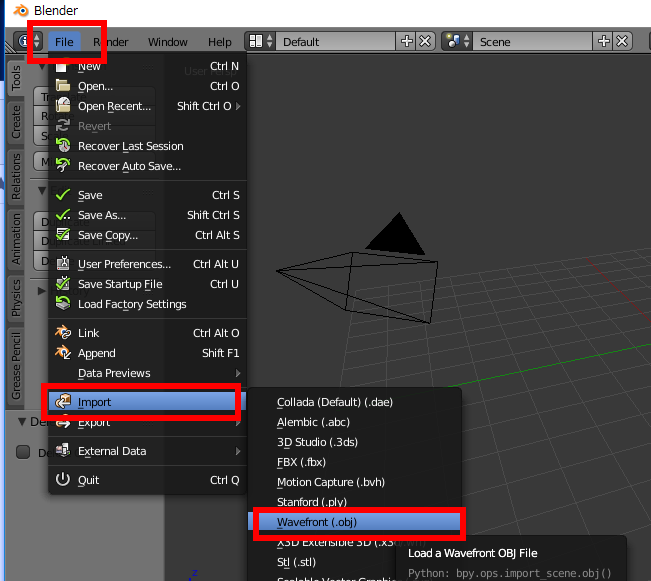 Blender
File Render Window Help Default Scene
User Persp
New Ctrl N
Open... Ctrl O
Open Recent... Shift Ctrl O
Revert
Recover Last Session
Recover Auto Save...
Save Ctrl S
Save As... Shift Ctrl S
Save Copy... Ctrl Alt S
User Preferences... Ctrl Alt U
Save Startup File Ctrl U
Load Factory Settings
Link Ctrl Alt O
Append Shift F1
Data Previews
Import
Export
External Data
Quit Ctrl Q
Tools
Create
Relations
Animation
Physics
Grease Pencil
Collada (Default) (.dae)
Alembic (.abc)
3D Studio (.3ds)
FBX (.fbx)
Motion Capture (.bvh)
Stanford (.ply)
Wavefront (.obj)
X3D Extensible 3D
Stl (.stl)
Scalable Vector
Load a Wavefront OBJ File
Python: bpy.ops.import_scene.obj()
z